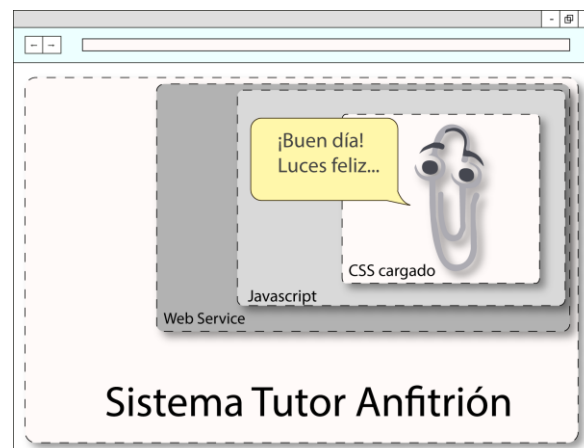 ¡Buen día!
Luces feliz...
CSS cargado
Javascript
Web Service
Sistema Tutor Anfitrión